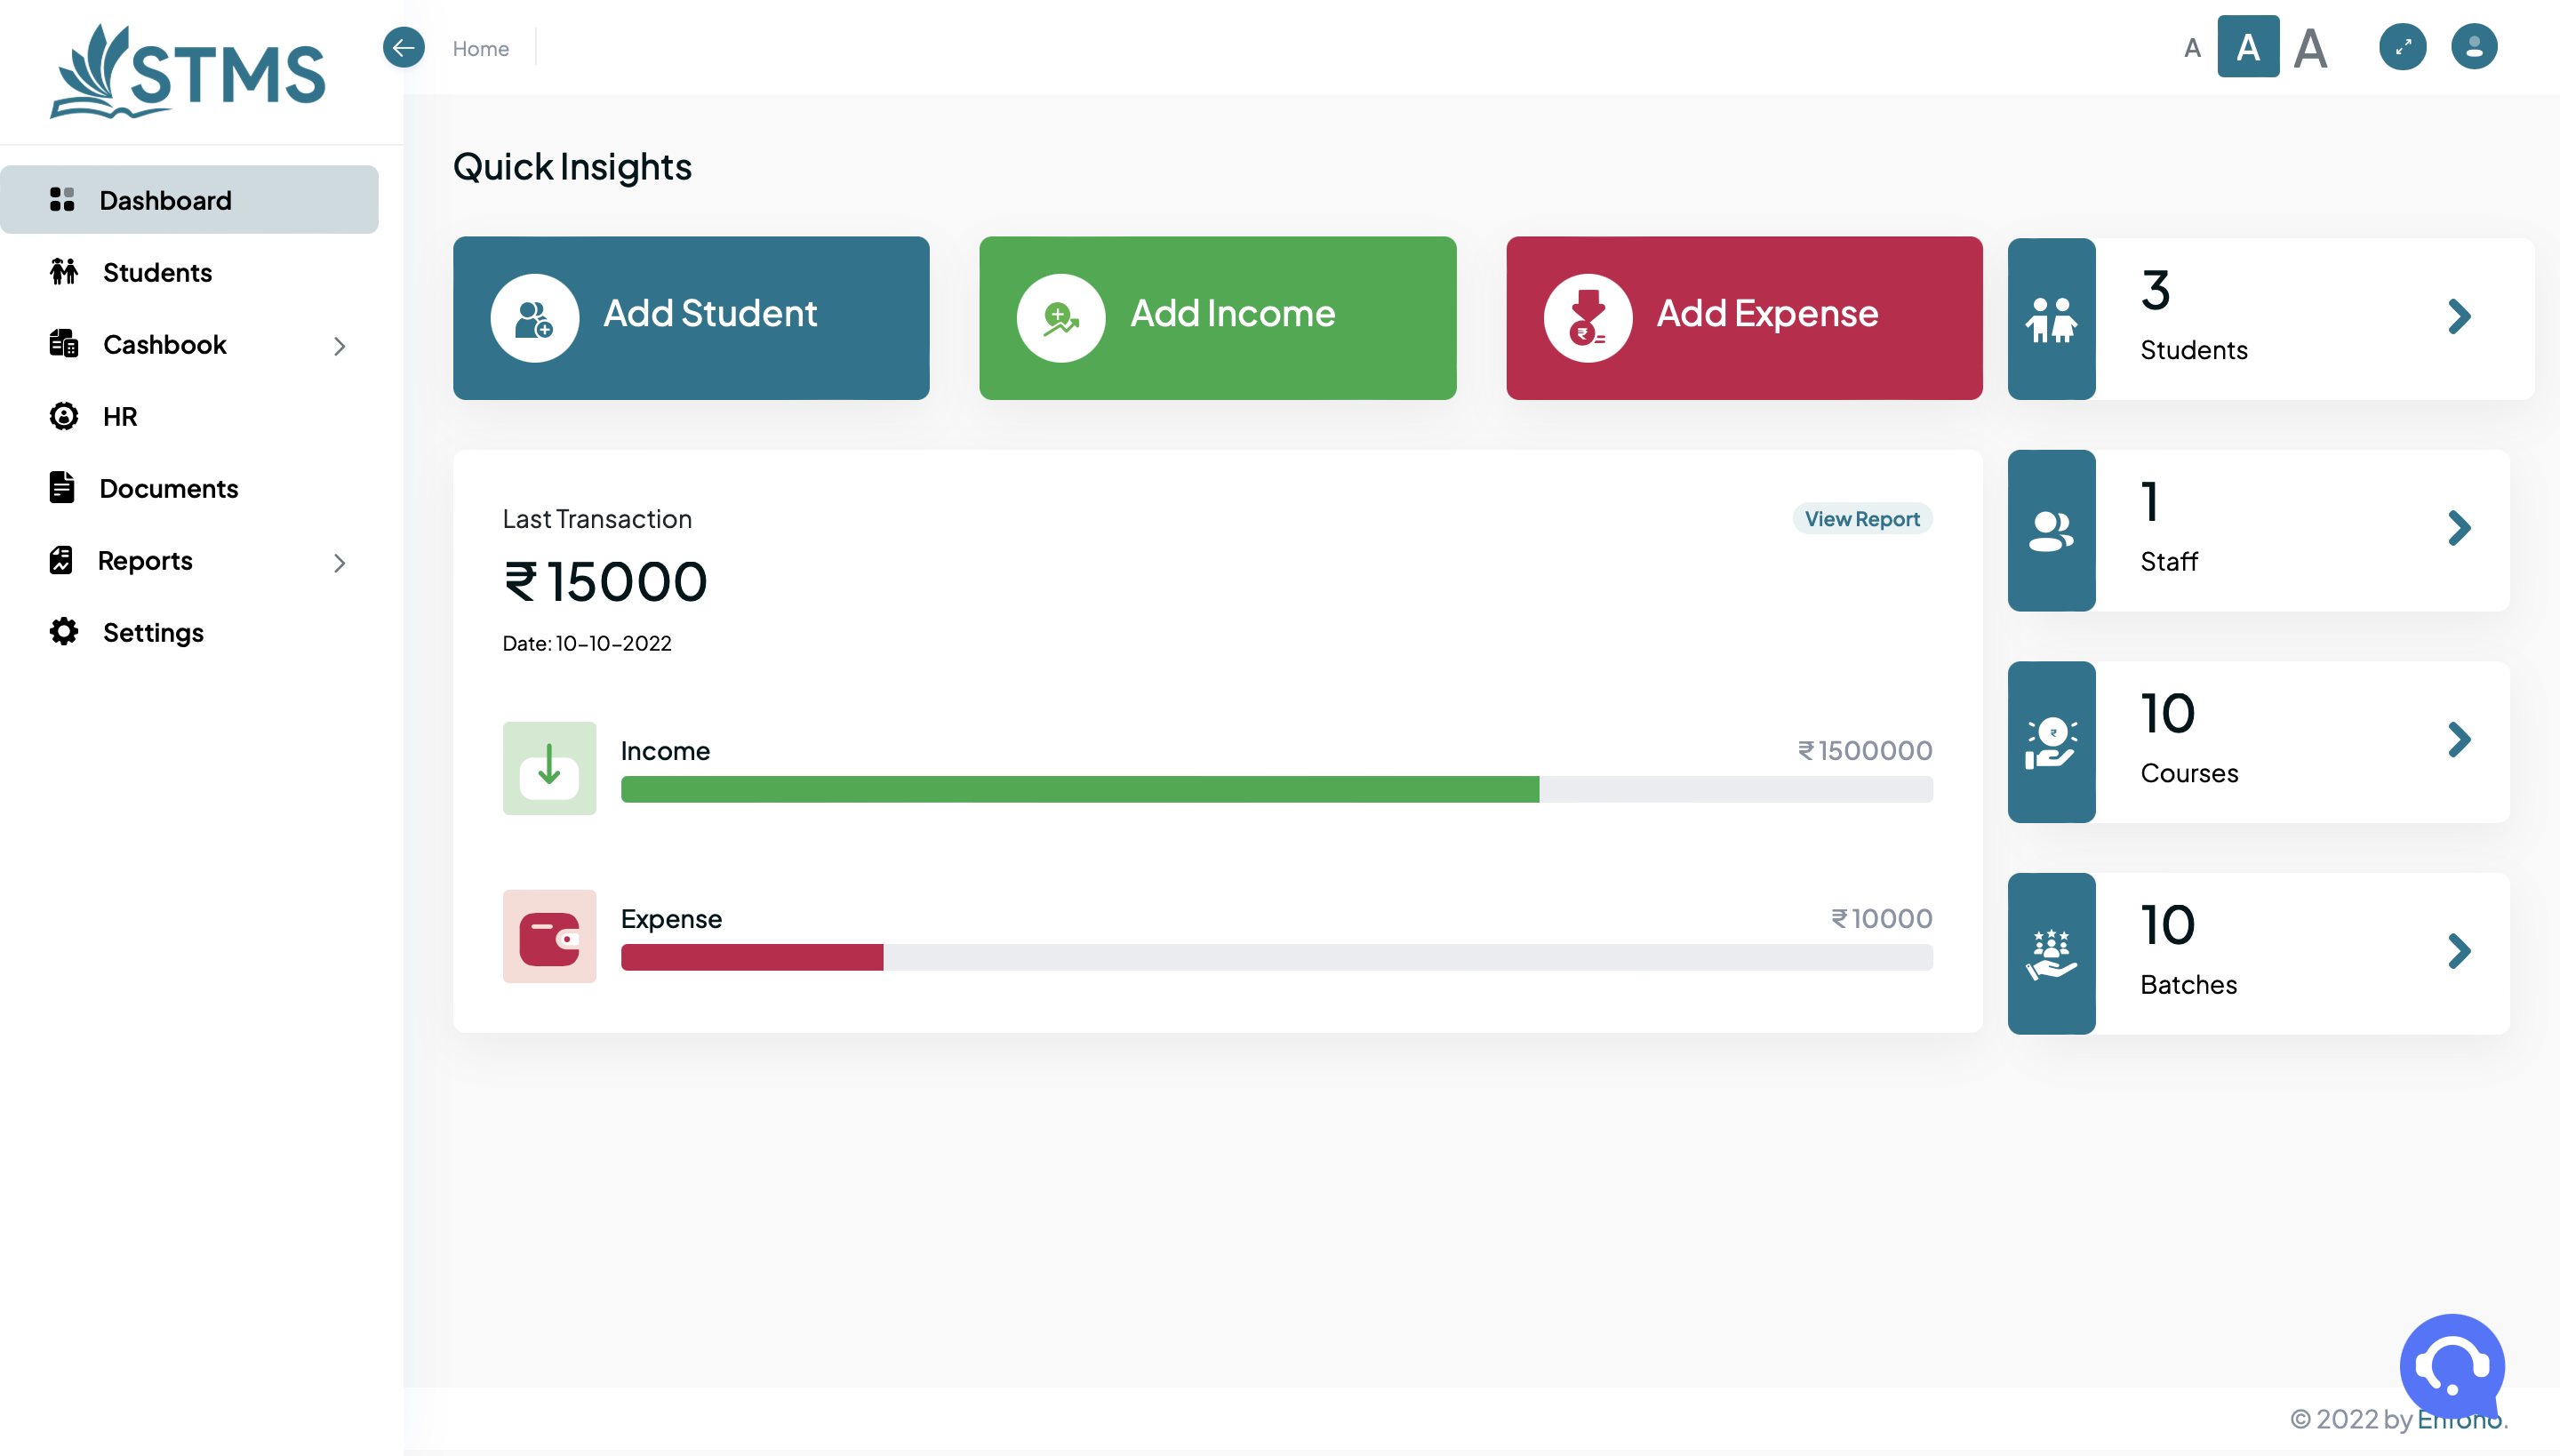 STMS
Home
A A A
Dashboard
Students
Cashbook
HR
Documents
Reports
Settings
Quick Insights
Add Student
Add Income
Add Expense
3
Students
Last Transaction
View Report
₹ 15000
Date: 10-10-2022
Income
₹ 1500000
Expense
₹ 10000
1
Staff
10
Courses
10
Batches
© 2022 by Enfono.